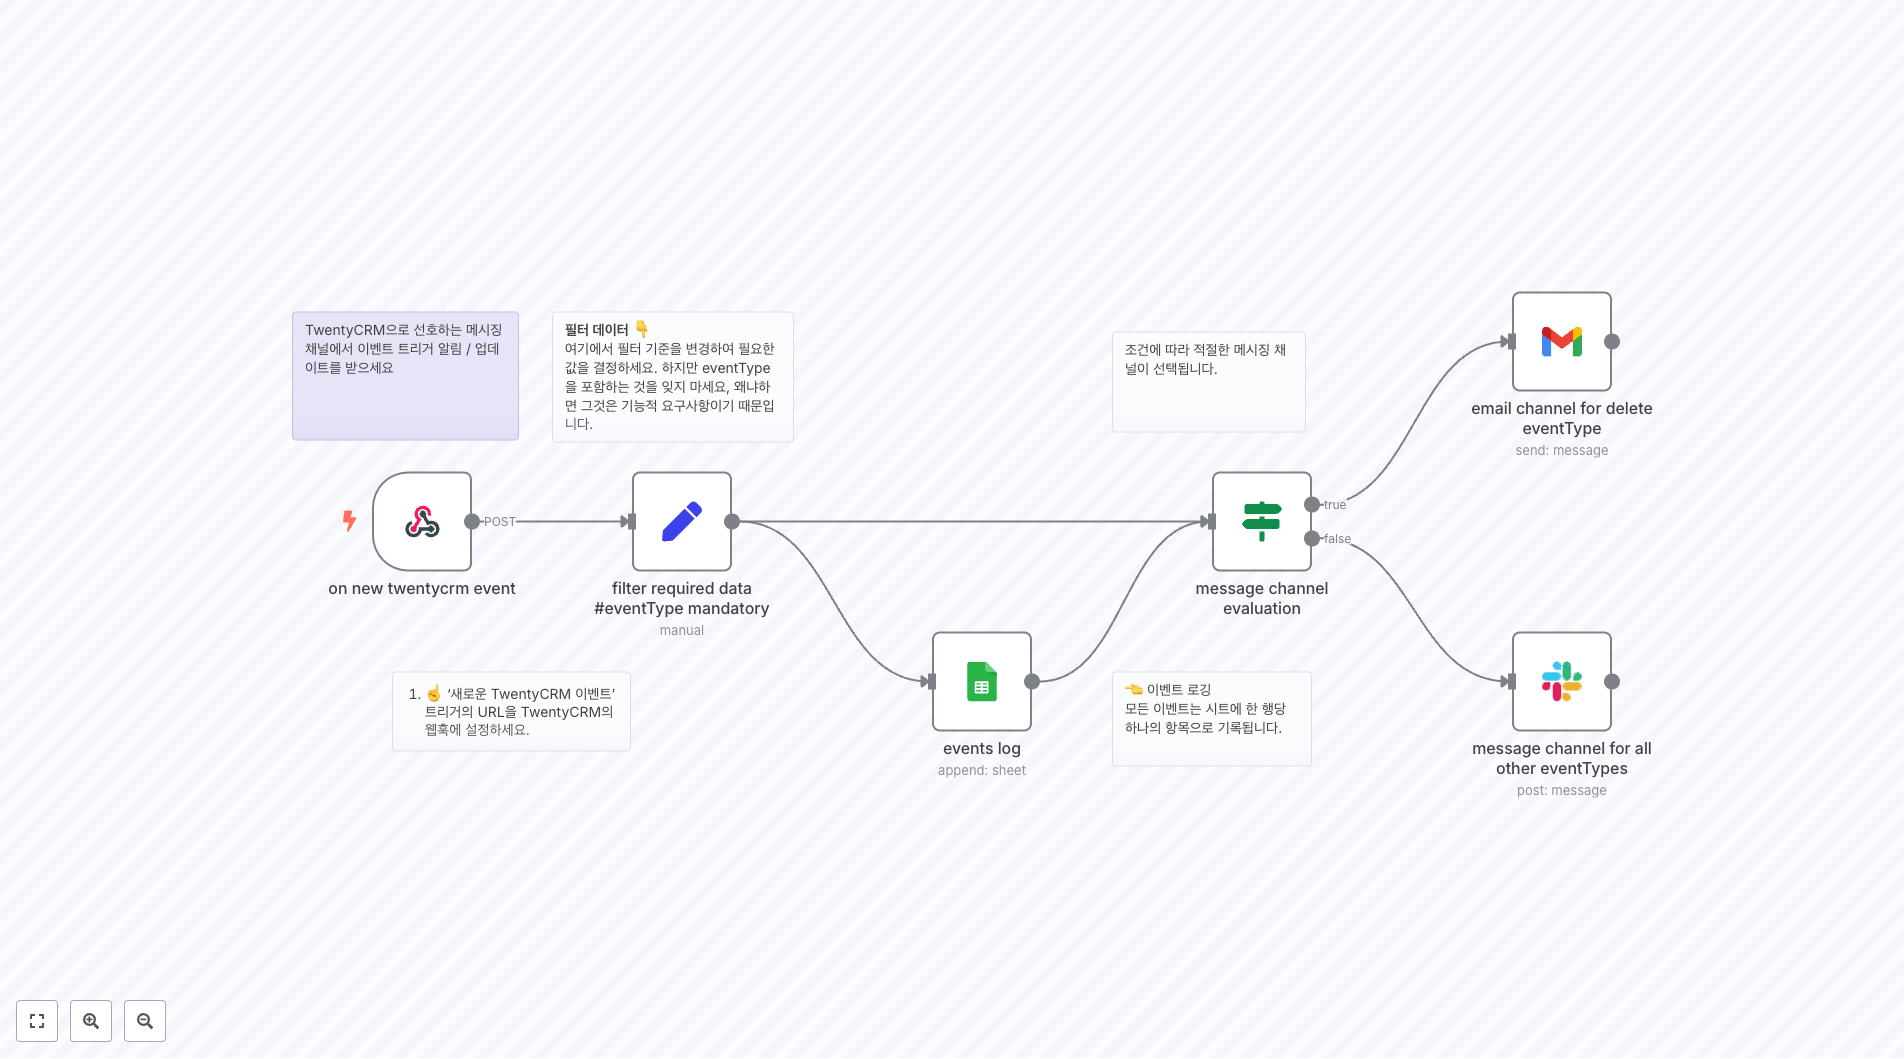 TwentyCRM으로 선호하는 메시징
채널에서 이벤트 트리거 알림 / 업데
이트를 받으세요
필터 데이터 👇
여기에서 필터 기준을 변경하여 필요한
값을 결정하세요. 하지만 eventType
을 포함하는 것을 잊지 마세요, 왜냐하
면 그것은 기능적 요구사항이기 때문입
니다.
조건에 따라 적절한 메시징 채
널이 선택됩니다.
email channel for delete
eventType
send: message
POST
true
false
on new twentycrm event
filter required data
#eventType mandatory
manual
message channel
evaluation
1. ☝️ ‘새로운 TwentyCRM 이벤트’
트리거의 URL을 TwentyCRM의
웹훅에 설정하세요.
events log
append: sheet
👈 이벤트 로깅
모든 이벤트는 시트에 한 행당
하나의 항목으로 기록됩니다.
message channel for all
other eventTypes
post: message